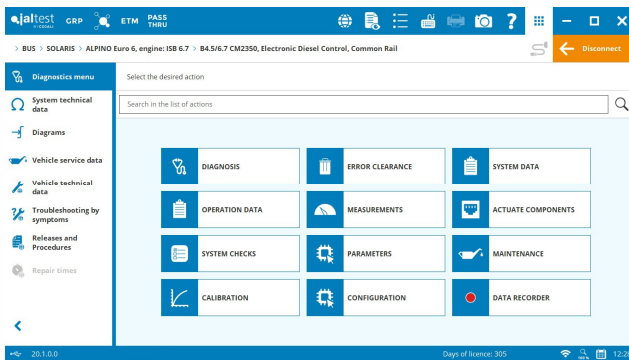 jaltest
BY COJALI
GRP
ETM
PASS
THRU
?
> BUS > SOLARIS > ALPINO Euro 6, engine: ISB 6.7 > B4.5/6.7 CM2350, Electronic Diesel Control, Common Rail
Disconnect
Diagnostics menu
System technical
data
Diagrams
Vehicle service data
Vehicle technical
data
Troubleshooting by
symptoms
Releases and
Procedures
Repair times
Select the desired action
Search in the list of actions
DIAGNOSIS
ERROR CLEARANCE
SYSTEM DATA
OPERATION DATA
MEASUREMENTS
ACTUATE COMPONENTS
SYSTEM CHECKS
PARAMETERS
MAINTENANCE
CALIBRATION
CONFIGURATION
DATA RECORDER
20.1.0.0
Days of licence: 305
100 %